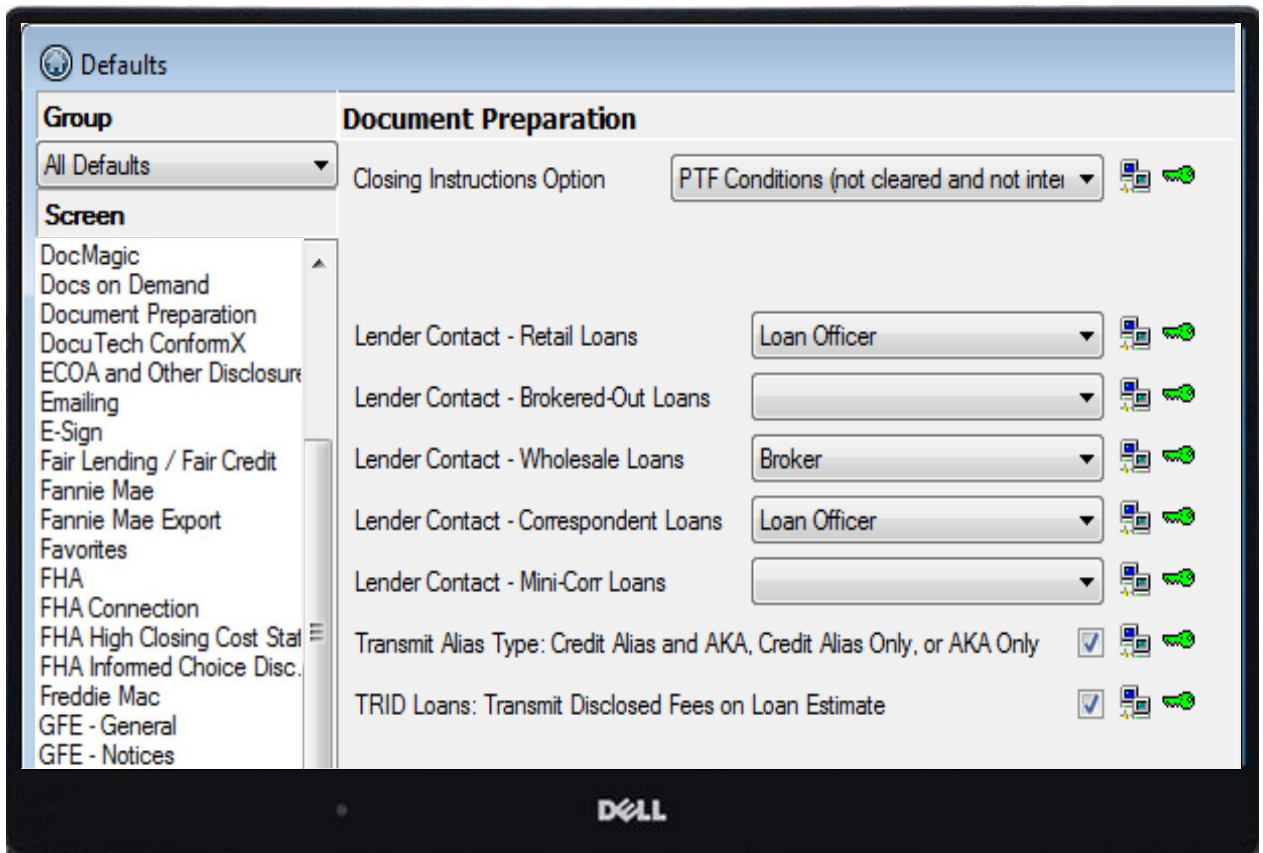 Defaults
Group
All Defaults
Screen
DocMagic
Docs on Demand
Document Preparation
DocuTech ConformX
ECOA and Other Disclosure
Emailing
E-Sign
Fair Lending / Fair Credit
Fannie Mae
Fannie Mae Export
Favorites
FHA
FHA Connection
FHA High Closing Cost Stat
FHA Informed Choice Disc.
Freddie Mac
GFE - General
GFE - Notices
Document Preparation
Closing Instructions Option PTF Conditions (not cleared and not inter
Lender Contact - Retail Loans Loan Officer
Lender Contact - Brokered-Out Loans
Lender Contact - Wholesale Loans Broker
Lender Contact - Correspondent Loans Loan Officer
Lender Contact - Mini-Corr Loans
Transmit Alias Type: Credit Alias and AKA, Credit Alias Only, or AKA Only
TRID Loans: Transmit Disclosed Fees on Loan Estimate
DELL